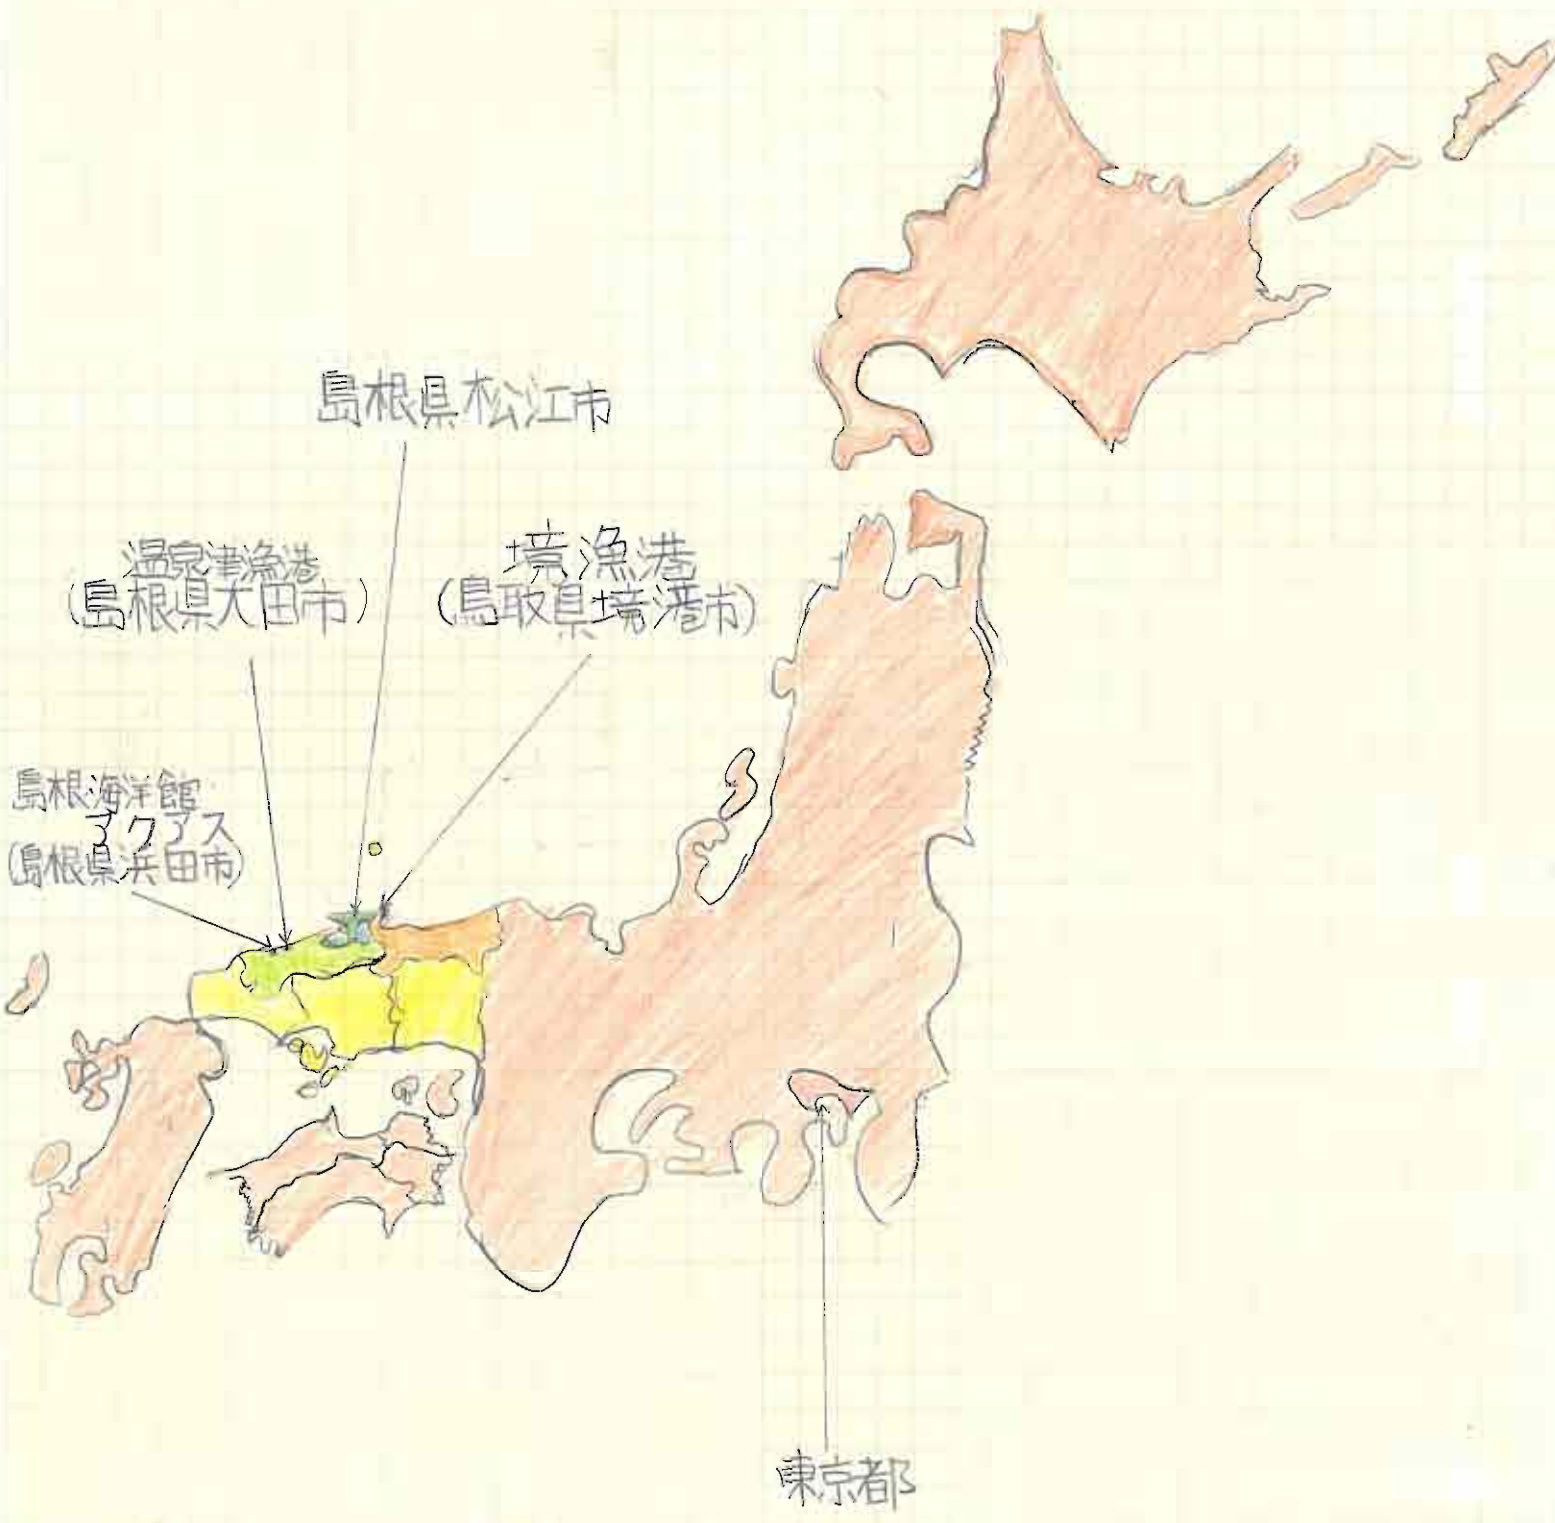 島根県松江市
温泉津漁港
(島根県大田市)
境漁港
(鳥取県境港市)
島根海洋館
アクアス
(島根県浜田市)
東京都